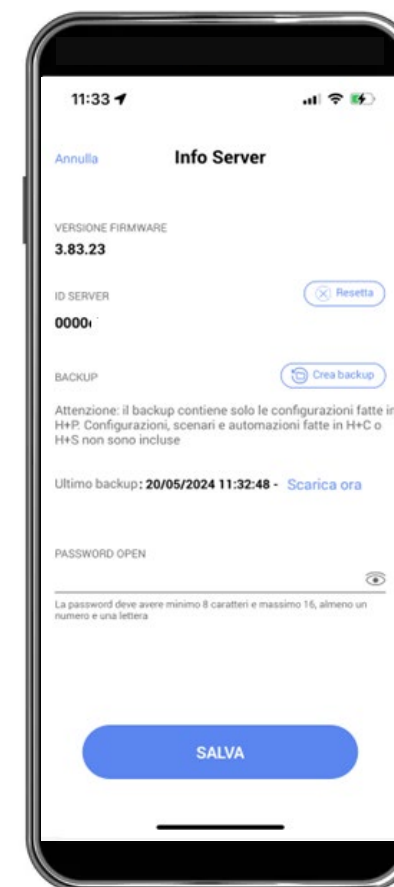 11:33
Annulla Info Server
VERSIONE FIRMWARE
3.83.23
ID SERVER Resetta
0000
BACKUP Crea backup
Attenzione: il backup contiene solo le configurazioni fatte in
H+P. Configurazioni, scenari e automazioni fatte in H+C o
H+S non sono incluse
Ultimo backup: 20/05/2024 11:32:48 - Scarica ora
PASSWORD OPEN
La password deve avere minimo 8 caratteri e massimo 16, almeno un
numero e una lettera
SALVA